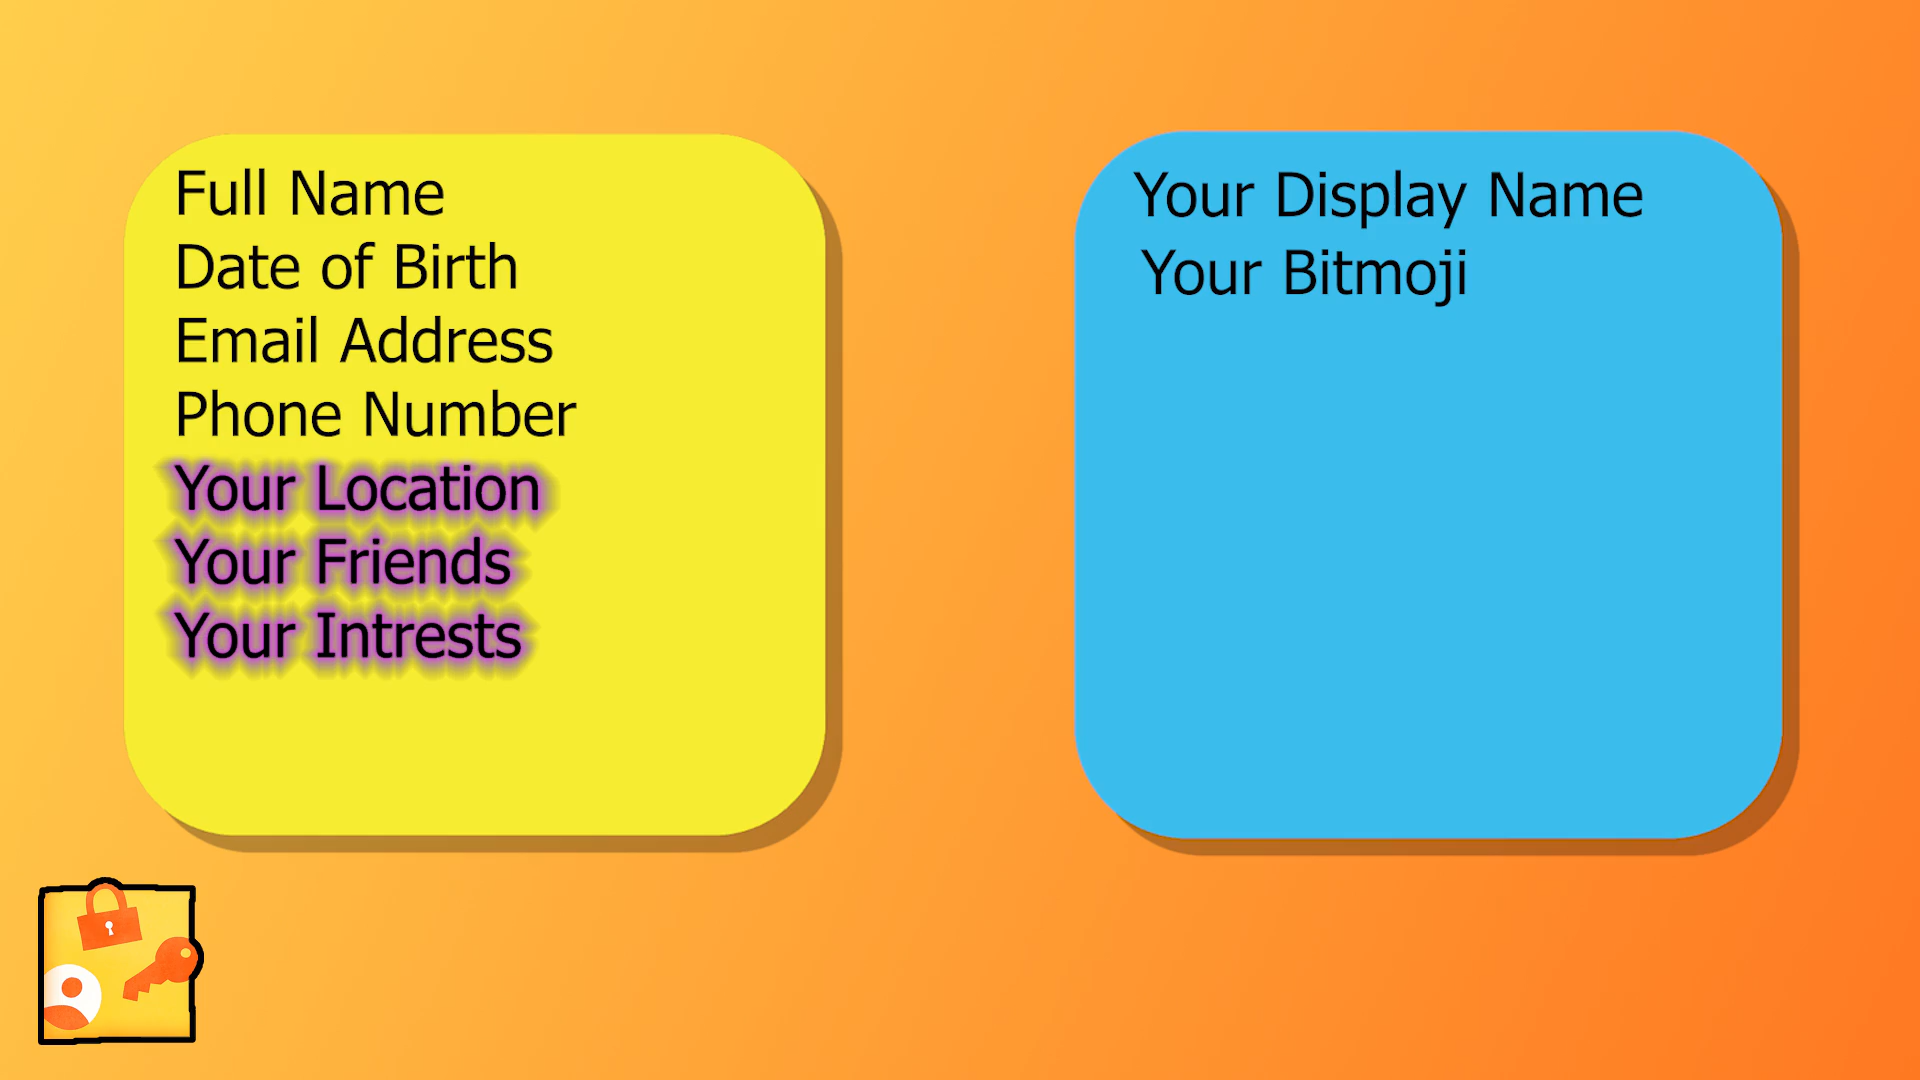 Full Name
Date of Birth
Email Address
Phone Number
Your Location
Your Friends
Your Intrests
Your Display Name
Your Bitmoji